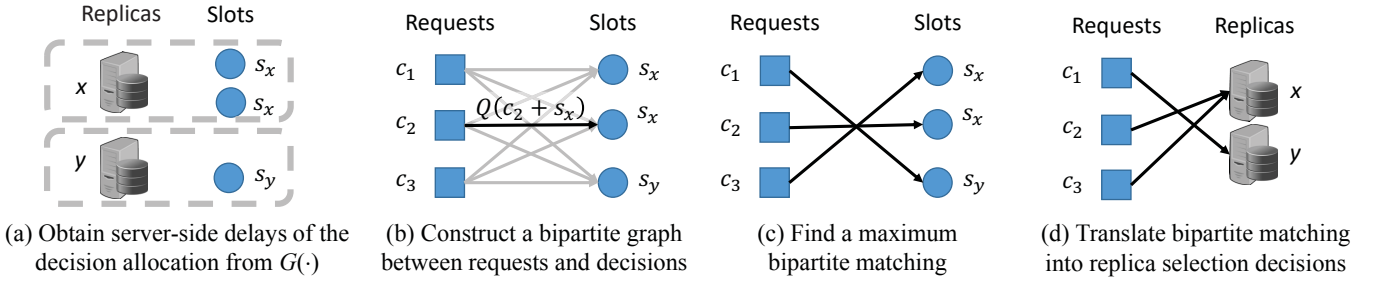 Replicas Slots
x
s_x
s_x
y
s_y
(a) Obtain server-side delays of the
decision allocation from G(·)
Requests Slots
c_1
s_x
Q(c_2 + s_x)
c_2
s_x
c_3
s_y
(b) Construct a bipartite graph
between requests and decisions
Requests Slots
c_1
s_x
c_2
s_x
c_3
s_y
(c) Find a maximum
bipartite matching
Requests Replicas
c_1
x
c_2
y
c_3
(d) Translate bipartite matching
into replica selection decisions